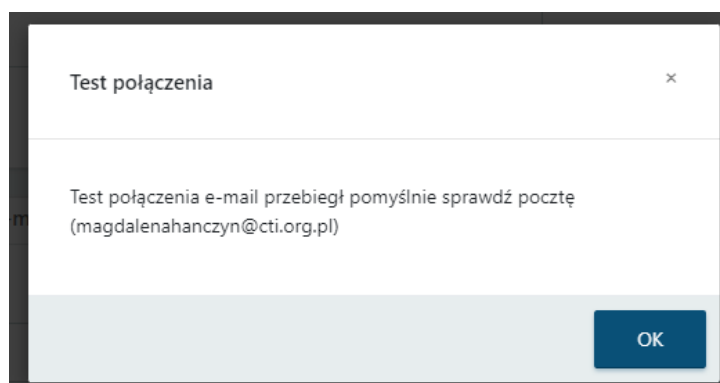 Test połączenia
×
Test połączenia e-mail przebiegł pomyślnie sprawdź pocztę
(magdalenahanczyn@cti.org.pl)
-m
OK